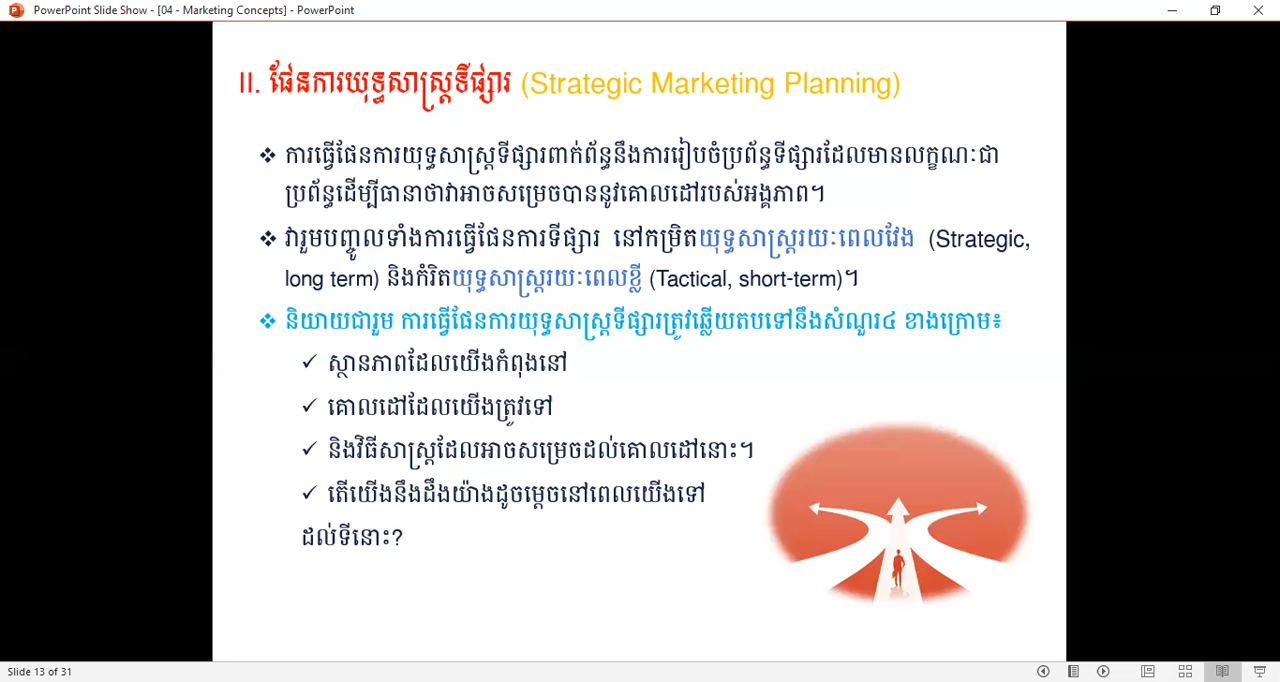 PowerPoint Slide Show - [04 - Marketing Concepts] - PowerPoint
II. ផែនការយុទ្ធសាស្ត្រទីផ្សារ (Strategic Marketing Planning)
❖ ការធ្វើផែនការយុទ្ធសាស្ត្រទីផ្សារពាក់ព័ន្ធនឹងការរៀបចំប្រព័ន្ធទីផ្សារដែលមានលក្ខណៈជា
ប្រព័ន្ធដើម្បីធានាថាវាអាចសម្រេចបាននូវគោលដៅរបស់អង្គភាព។
❖ វារួមបញ្ចូលទាំងការធ្វើផែនការទីផ្សារ នៅកម្រិតយុទ្ធសាស្ត្ររយៈពេលវែង (Strategic,
long term) និងកំរិតយុទ្ធសាស្ត្ររយៈពេលខ្លី (Tactical, short-term)។
❖ និយាយជារួម ការធ្វើផែនការយុទ្ធសាស្ត្រទីផ្សារត្រូវឆ្លើយតបទៅនឹងសំណួរ៤ ខាងក្រោម៖
✓ ស្ថានភាពដែលយើងកំពុងនៅ
✓ គោលដៅដែលយើងត្រូវទៅ
✓ និងវិធីសាស្ត្រដែលអាចសម្រេចដល់គោលដៅនោះ។
✓ តើយើងនឹងដឹងយ៉ាងដូចម្តេចនៅពេលយើងទៅ
ដល់ទីនោះ?
Slide 13 of 31